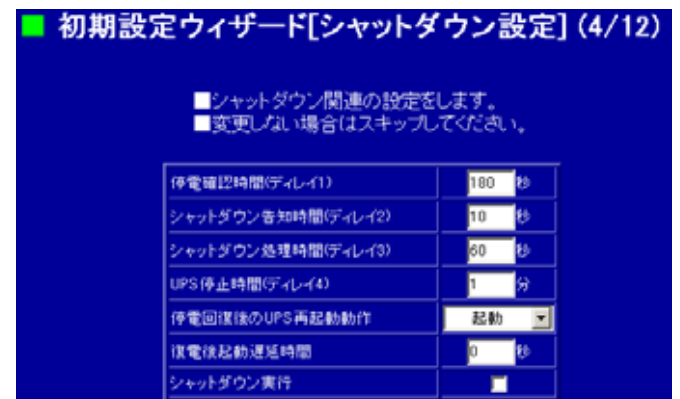 初期設定ウィザード[シャットダウン設定] (4/12)
■シャットダウン関連の設定をします。
■変更しない場合はスキップしてください。
停電確認時間(ディレイ1) 180 秒
シャットダウン告知時間(ディレイ2) 10 秒
シャットダウン処理時間(ディレイ3) 60 秒
UPS停止時間(ディレイ4) 1 分
停電回復後のUPS再起動動作 起動
復電後起動遅延時間 0 秒
シャットダウン実行